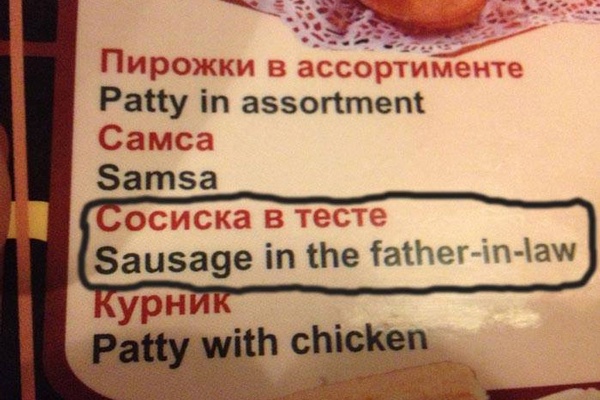 Пирожки в ассортименте
Patty in assortment
Самса
Samsa
Сосиска в тесте
Sausage in the father-in-law
Курник
Patty with chicken